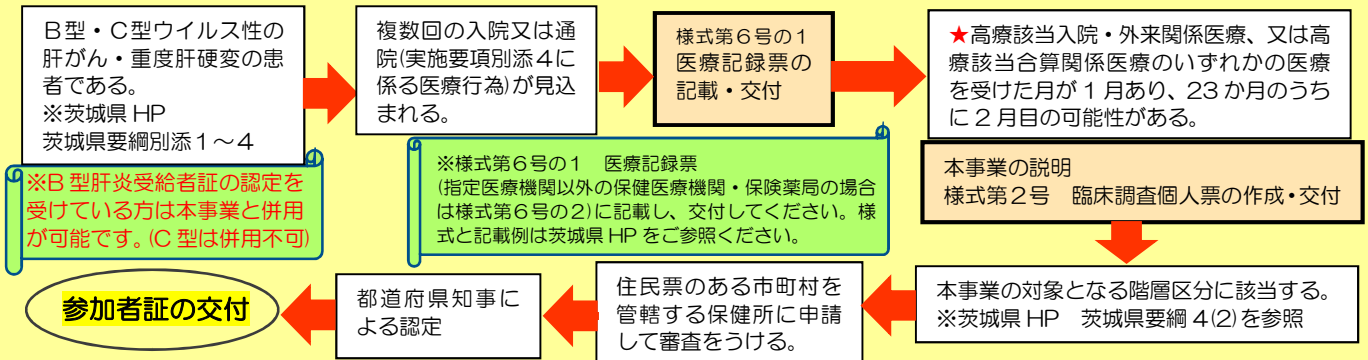 B型・C型ウイルス性の
肝がん・重度肝硬変の患
者である。
※茨城県 HP
茨城県要綱別添１～４
※B 型肝炎受給者証の認定を
受けている方は本事業と併用
が可能です。(C 型は併用不可)
複数回の入院又は通
院(実施要項別添４に
係る医療行為)が見込
まれる。
様式第６号の１
医療記録票の
記載・交付
※様式第６号の１　医療記録票
(指定医療機関以外の保健医療機関・保険薬局の場合
は様式第６号の２)に記載し、交付してください。様
式と記載例は茨城県 HP をご参照ください。
★高療該当入院・外来関係医療、又は高
療該当合算関係医療のいずれかの医療
を受けた月が 1 月あり、23 か月のうち
に 2 月目の可能性がある。
本事業の説明
様式第２号　臨床調査個人票の作成・交付
本事業の対象となる階層区分に該当する。
※茨城県 HP　茨城県要綱 4(2)を参照
住民票のある市町村を
管轄する保健所に申請
して審査をうける。
都道府県知事に
よる認定
参加者証の交付